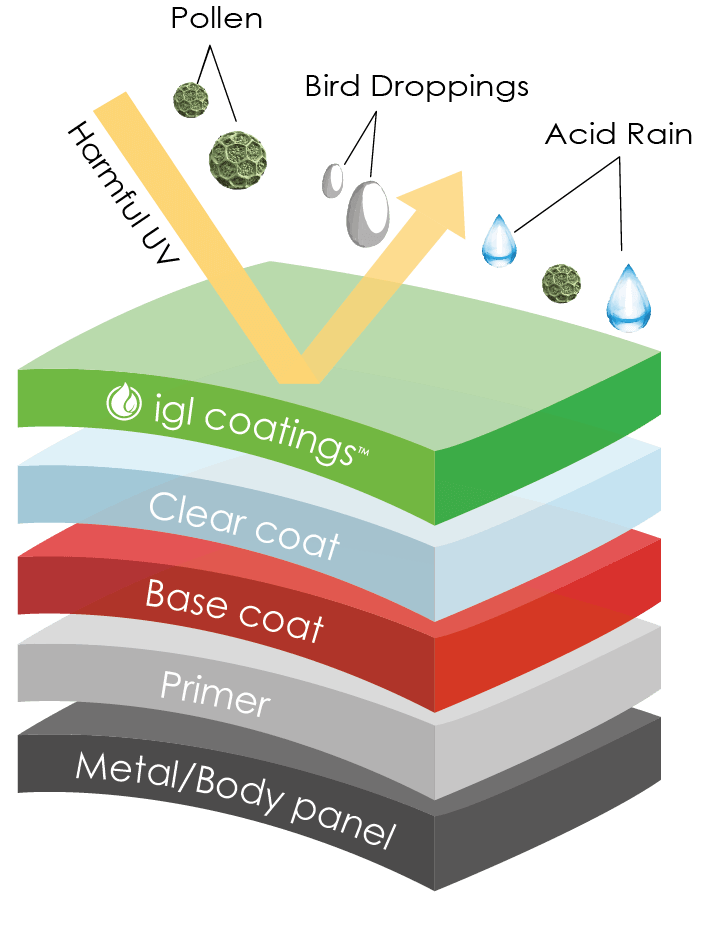 Pollen
Bird Droppings
Acid Rain
Harmful UV
igl coatings™
Clear coat
Base coat
Primer
Metal/Body panel